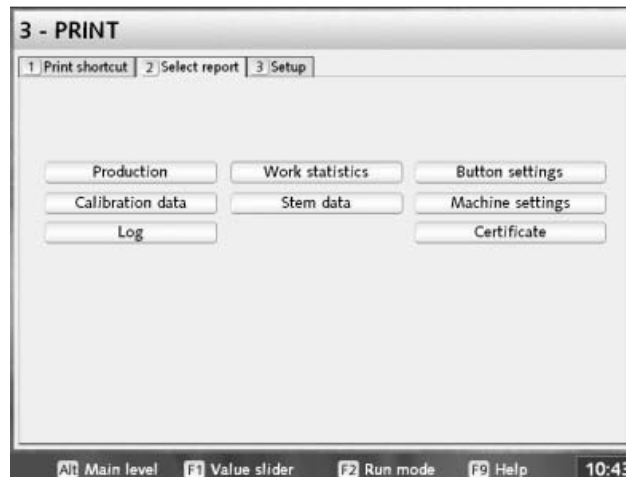 3 - PRINT
1 Print shortcut 2 Select report 3 Setup
Production Work statistics Button settings
Calibration data Stem data Machine settings
Log Certificate
Alt Main level F1 Value slider F2 Run mode F9 Help 10:43